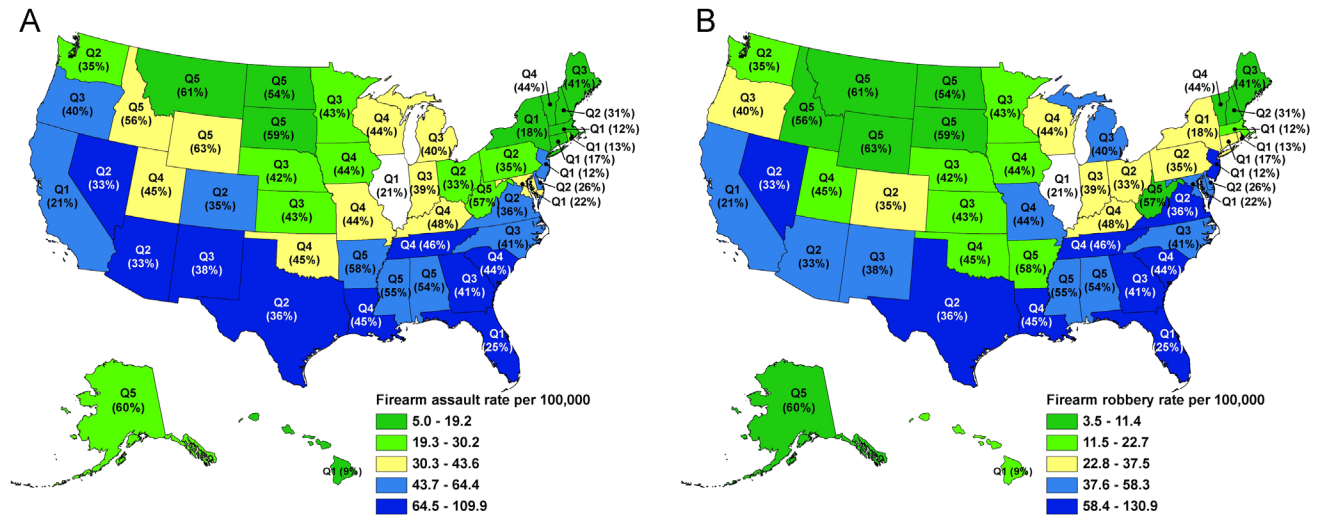 A
Q2
(35%)
Q3
(40%)
Q1
(21%)
Q2
(33%)
Q5
(56%)
Q5
(61%)
Q5
(63%)
Q4
(45%)
Q2
(35%)
Q2
(33%)
Q3
(38%)
Q5
(54%)
Q5
(59%)
Q3
(42%)
Q3
(43%)
Q4
(45%)
Q2
(36%)
Q3
(43%)
Q4
(44%)
Q4
(44%)
Q5
(58%)
Q4
(45%)
Q4
(44%)
Q1
(21%)
Q3
(40%)
Q3
(39%)
Q2
(33%)
Q4
(48%)
Q4 (46%)
Q5
(55%)
Q5
(54%)
Q3
(41%)
Q1
(25%)
Q4
(44%)
Q3
(41%)
Q2
(36%)
Q5
(57%)
Q2
(35%)
Q1
(18%)
Q4
(44%)
Q3
(41%)
Q2 (31%)
Q1 (12%)
Q1 (13%)
Q1 (17%)
Q1 (12%)
Q2 (26%)
Q1 (22%)
Q5
(60%)
Q1 (9%)
Firearm assault rate per 100,000
5.0 - 19.2
19.3 - 30.2
30.3 - 43.6
43.7 - 64.4
64.5 - 109.9
B
Q2
(35%)
Q3
(40%)
Q1
(21%)
Q2
(33%)
Q5
(56%)
Q5
(61%)
Q5
(63%)
Q4
(45%)
Q2
(35%)
Q2
(33%)
Q3
(38%)
Q5
(54%)
Q5
(59%)
Q3
(42%)
Q3
(43%)
Q4
(45%)
Q2
(36%)
Q3
(43%)
Q4
(44%)
Q4
(44%)
Q5
(58%)
Q4
(45%)
Q4
(44%)
Q1
(21%)
Q3
(40%)
Q3
(39%)
Q2
(33%)
Q4
(48%)
Q4 (46%)
Q5
(55%)
Q5
(54%)
Q3
(41%)
Q1
(25%)
Q4
(44%)
Q3
(41%)
Q2
(36%)
Q5
(57%)
Q2
(35%)
Q1
(18%)
Q4
(44%)
Q3
(41%)
Q2 (31%)
Q1 (12%)
Q1 (13%)
Q1 (17%)
Q1 (12%)
Q2 (26%)
Q1 (22%)
Q5
(60%)
Q1 (9%)
Firearm robbery rate per 100,000
3.5 - 11.4
11.5 - 22.7
22.8 - 37.5
37.6 - 58.3
58.4 - 130.9